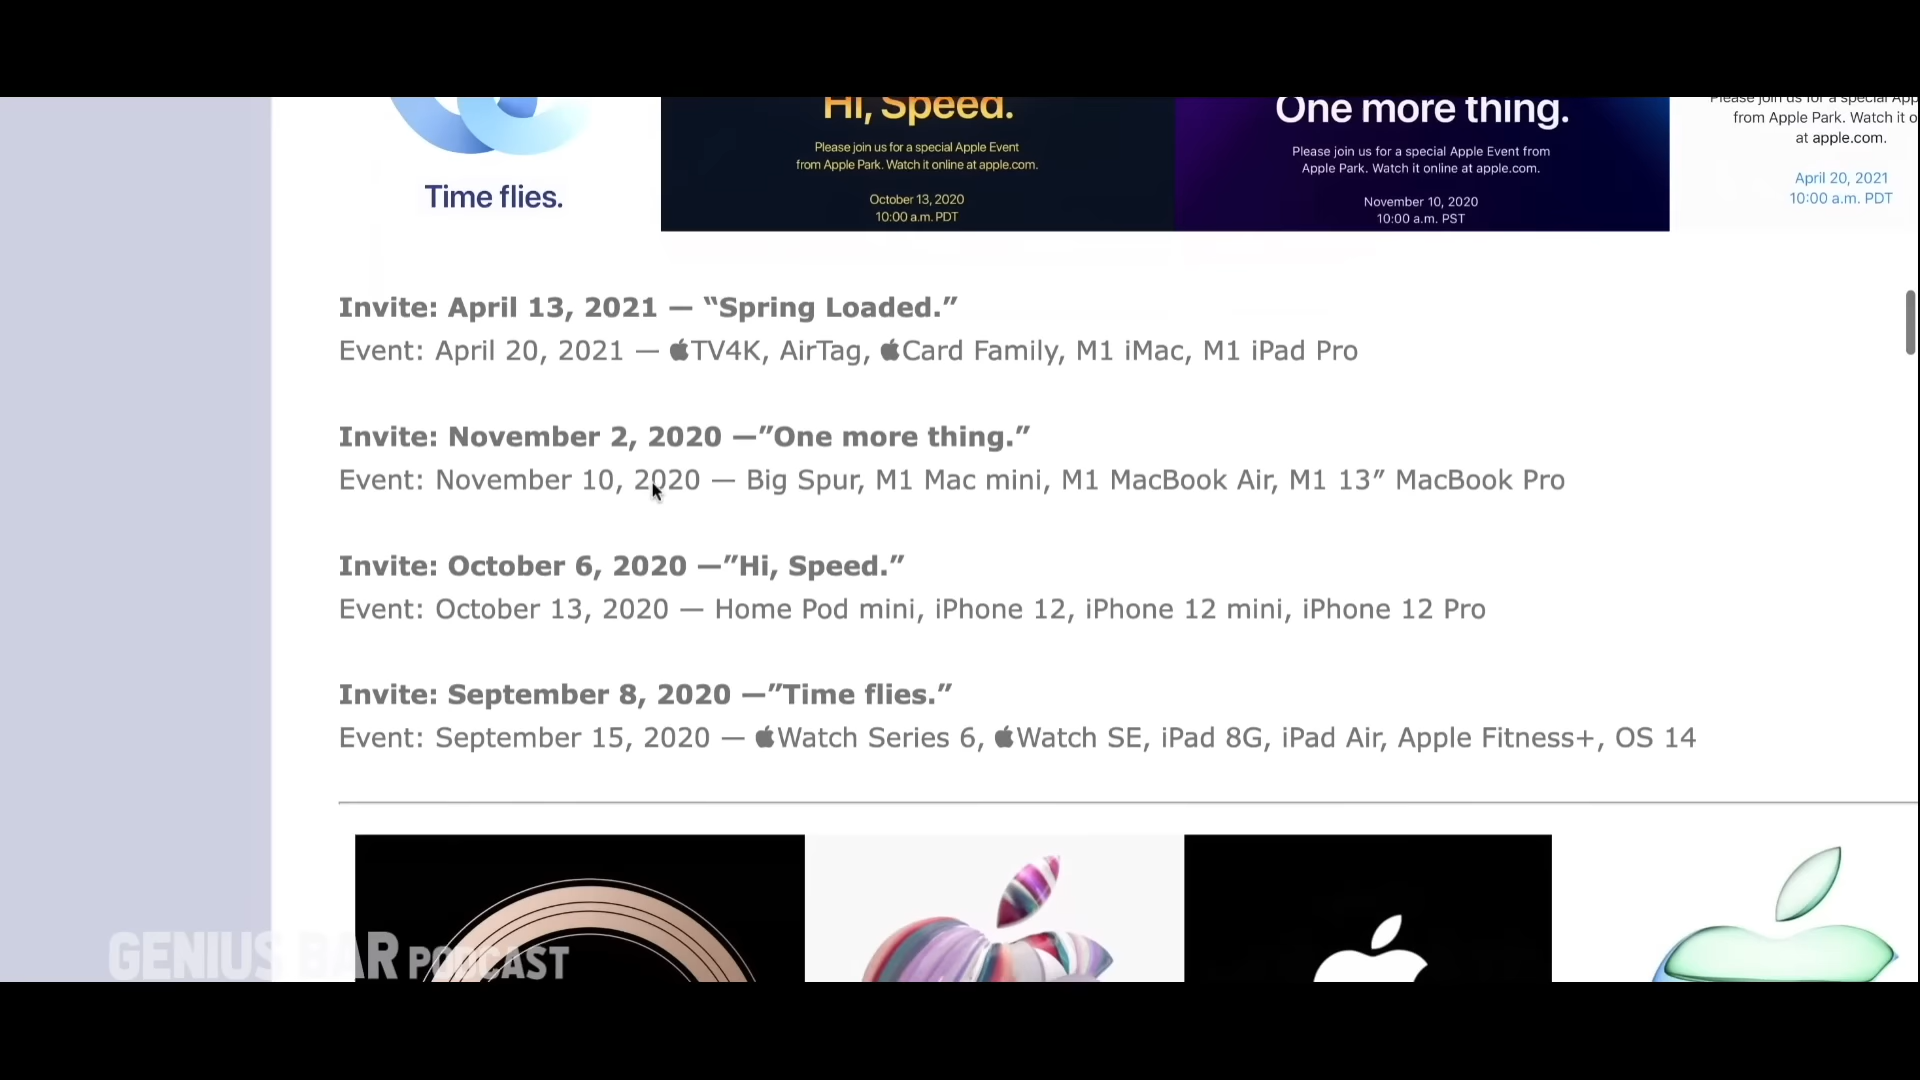 Time flies.
Hi, Speed.
Please join us for a special Apple Event
from Apple Park. Watch it online at apple.com.
October 13, 2020
10:00 a.m. PDT
One more thing.
Please join us for a special Apple Event from
Apple Park. Watch it online at apple.com.
November 10, 2020
10:00 a.m. PST
Please join us for a special App
from Apple Park. Watch it o
at apple.com.
April 20, 2021
10:00 a.m. PDT
Invite: April 13, 2021 — “Spring Loaded.”
Event: April 20, 2021 — TV4K, AirTag, Card Family, M1 iMac, M1 iPad Pro
Invite: November 2, 2020 —”One more thing.”
Event: November 10, 2020 — Big Spur, M1 Mac mini, M1 MacBook Air, M1 13” MacBook Pro
Invite: October 6, 2020 —”Hi, Speed.”
Event: October 13, 2020 — Home Pod mini, iPhone 12, iPhone 12 mini, iPhone 12 Pro
Invite: September 8, 2020 —”Time flies.”
Event: September 15, 2020 — Watch Series 6, Watch SE, iPad 8G, iPad Air, Apple Fitness+, OS 14
GENIUS BAR PODCAST